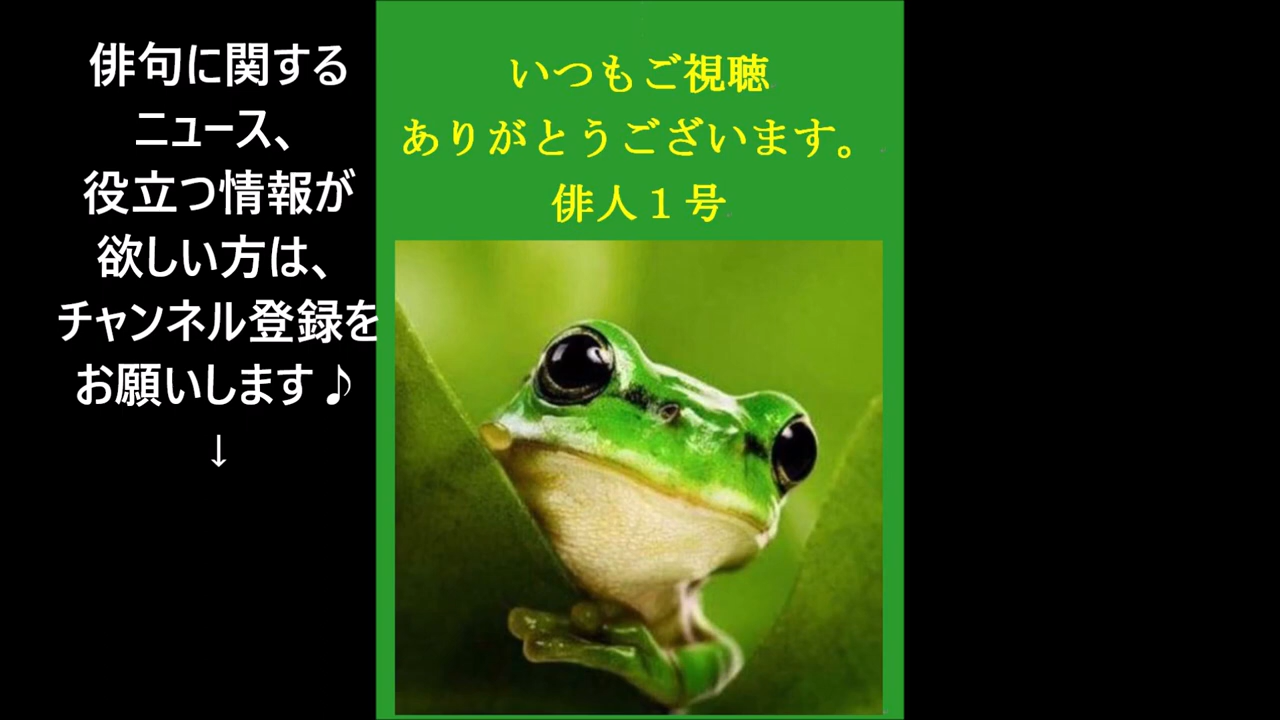 俳句に関する
ニュース、
役立つ情報が
欲しい方は、
チャンネル登録を
お願いします♪
↓
いつもご視聴
ありがとうございます。
俳人１号